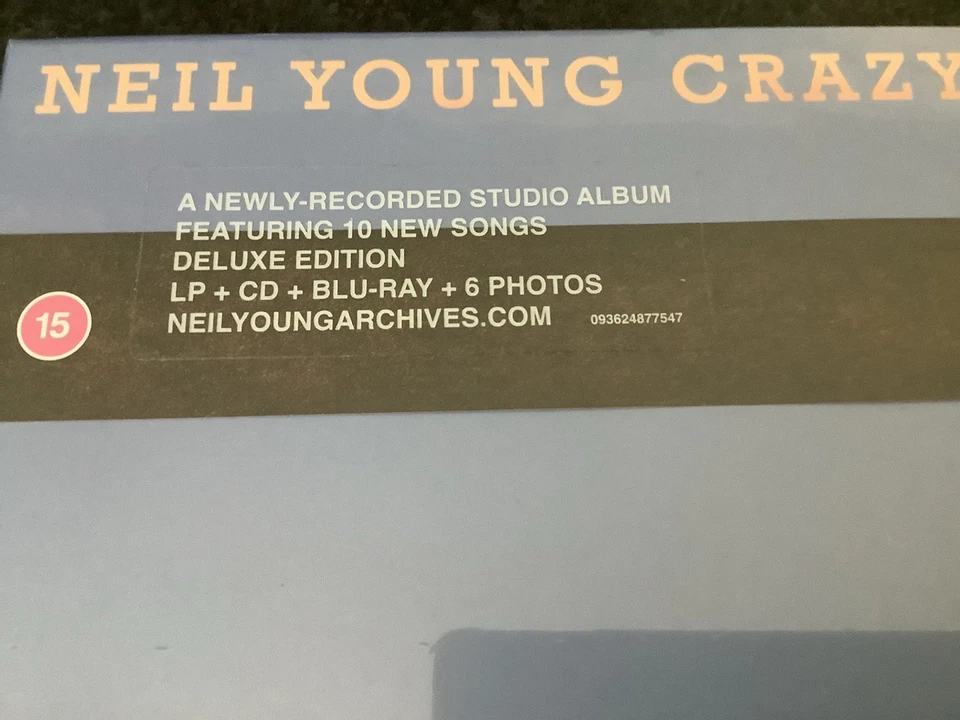 NEIL YOUNG CRAZY
A NEWLY-RECORDED STUDIO ALBUM
FEATURING 10 NEW SONGS
DELUXE EDITION
LP + CD + BLU-RAY + 6 PHOTOS
NEILYOUNGARCHIVES.COM 093624877547
15